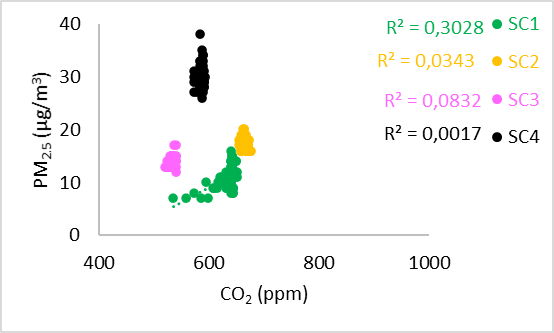 40
30
20
10
0
PM2.5 (µg/m³)
400 600 800 1000
CO2 (ppm)
R² = 0,3028 SC1
R² = 0,0343 SC2
R² = 0,0832 SC3
R² = 0,0017 SC4